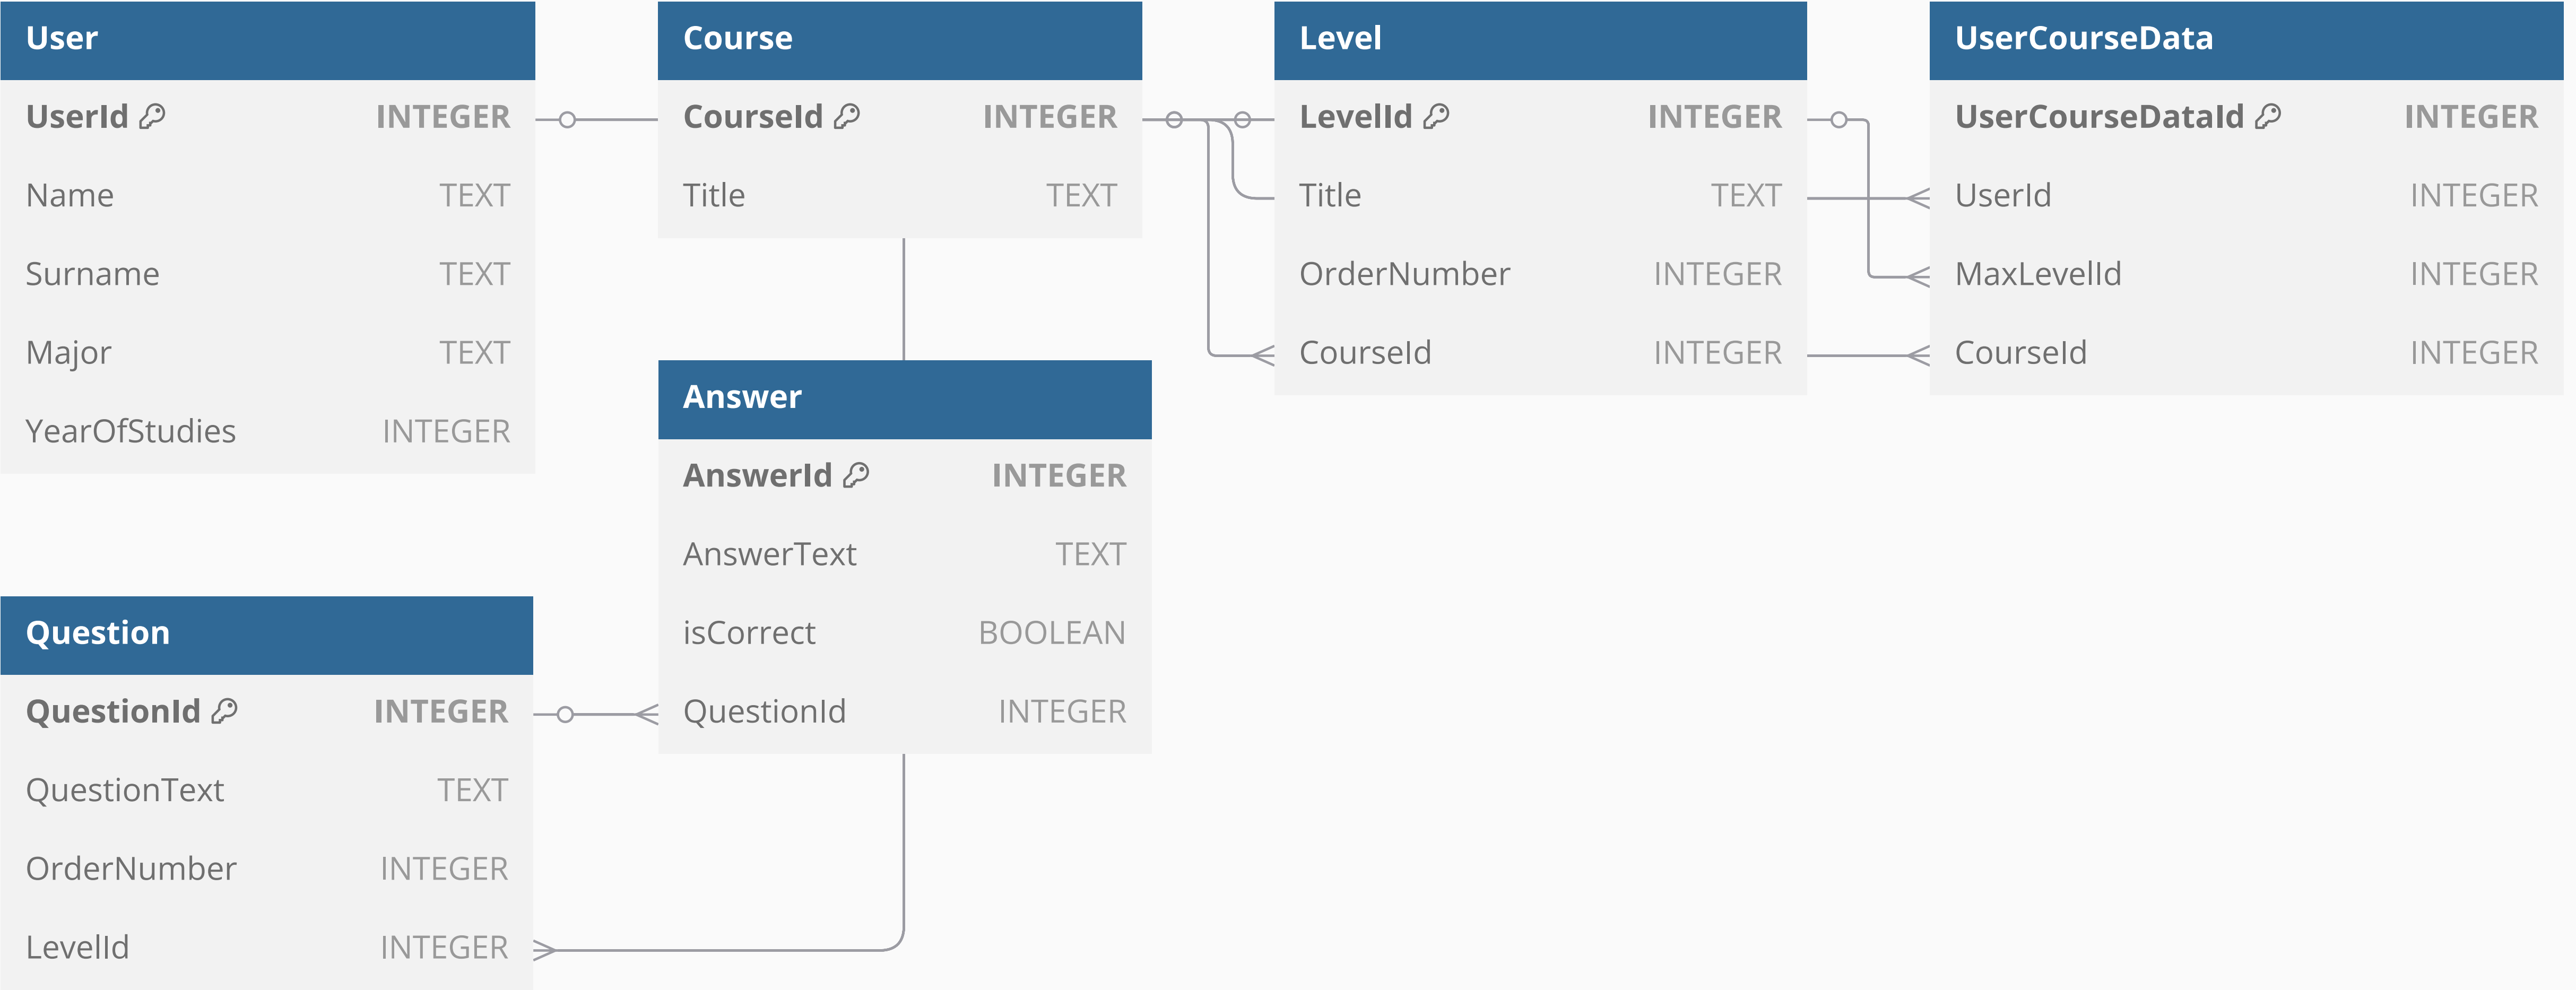 User
UserId INTEGER
Name TEXT
Surname TEXT
Major TEXT
YearOfStudies INTEGER
Course
CourseId INTEGER
Title TEXT
Level
LevelId INTEGER
Title TEXT
OrderNumber INTEGER
CourseId INTEGER
UserCourseData
UserCourseDataId INTEGER
UserId INTEGER
MaxLevelId INTEGER
CourseId INTEGER
Answer
AnswerId INTEGER
AnswerText TEXT
isCorrect BOOLEAN
QuestionId INTEGER
Question
QuestionId INTEGER
QuestionText TEXT
OrderNumber INTEGER
LevelId INTEGER